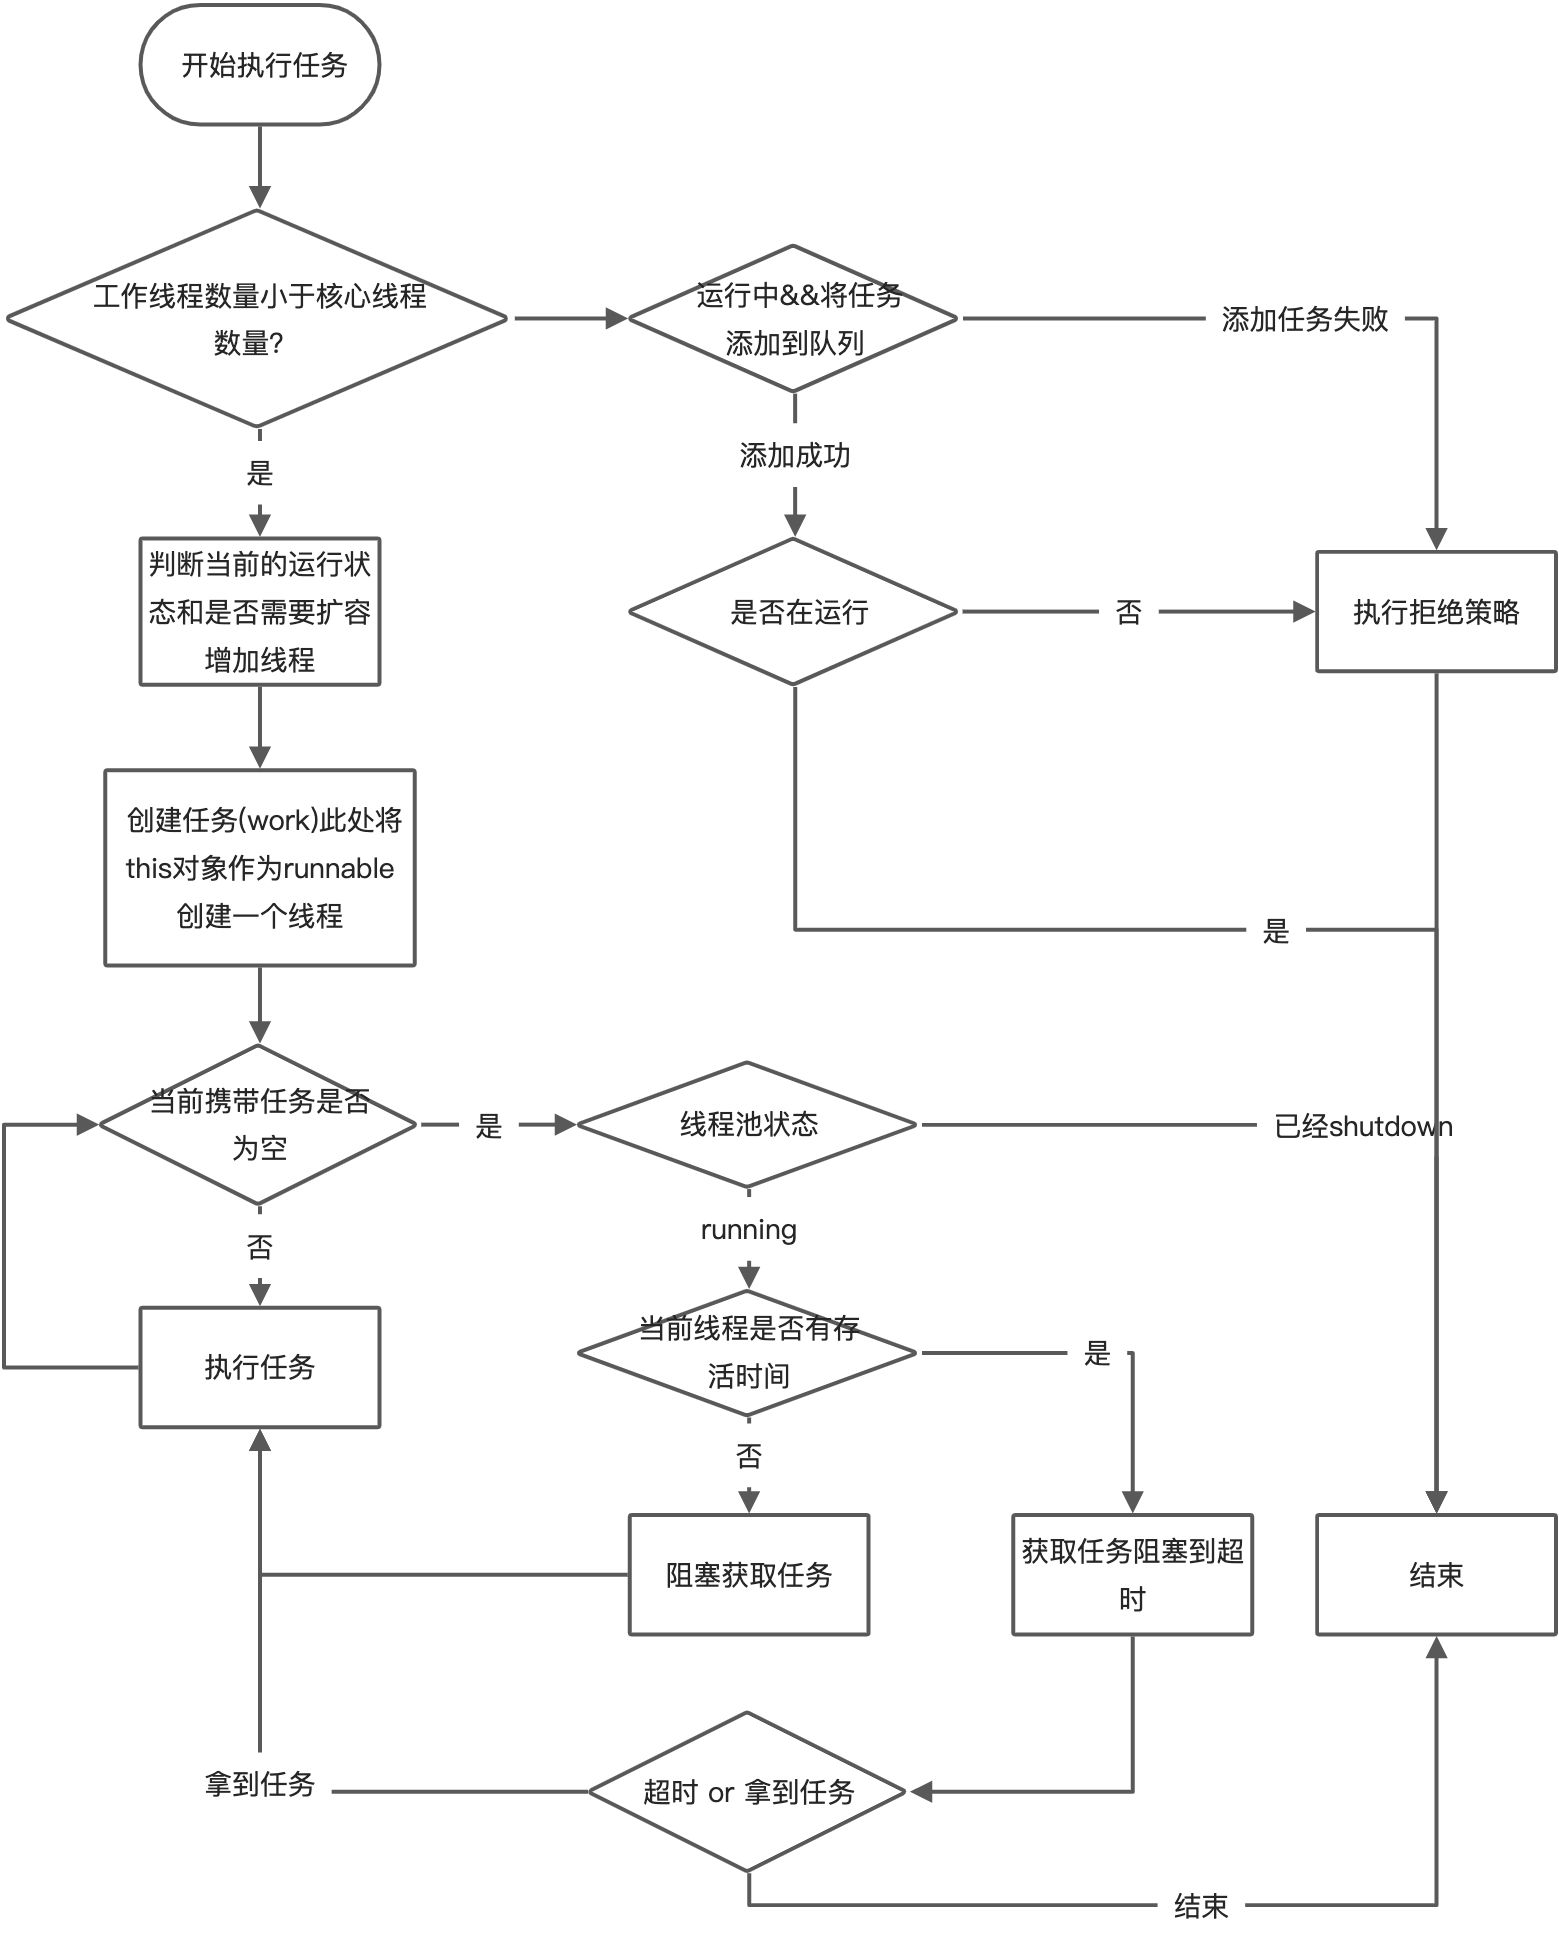 开始执行任务
工作线程数量小于核心线程
数量?
运行中&&将任务
添加到队列
添加任务失败
添加成功
是
判断当前的运行状
态和是否需要扩容
增加线程
是否在运行
否
执行拒绝策略
创建任务(work)此处将
this对象作为runnable
创建一个线程
是
当前携带任务是否
为空
是
线程池状态
已经shutdown
running
否
当前线程是否有存
活时间
是
执行任务
否
阻塞获取任务
获取任务阻塞到超
时
结束
拿到任务
超时 or 拿到任务
结束